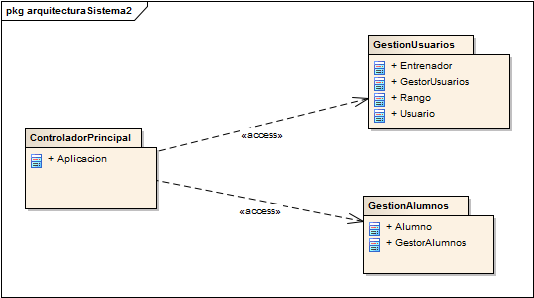 pkg arquitecturaSistema2
GestionUsuarios
+ Entrenador
+ GestorUsuarios
+ Rango
+ Usuario
«access»
ControladorPrincipal
+ Aplicacion
«access»
GestionAlumnos
+ Alumno
+ GestorAlumnos